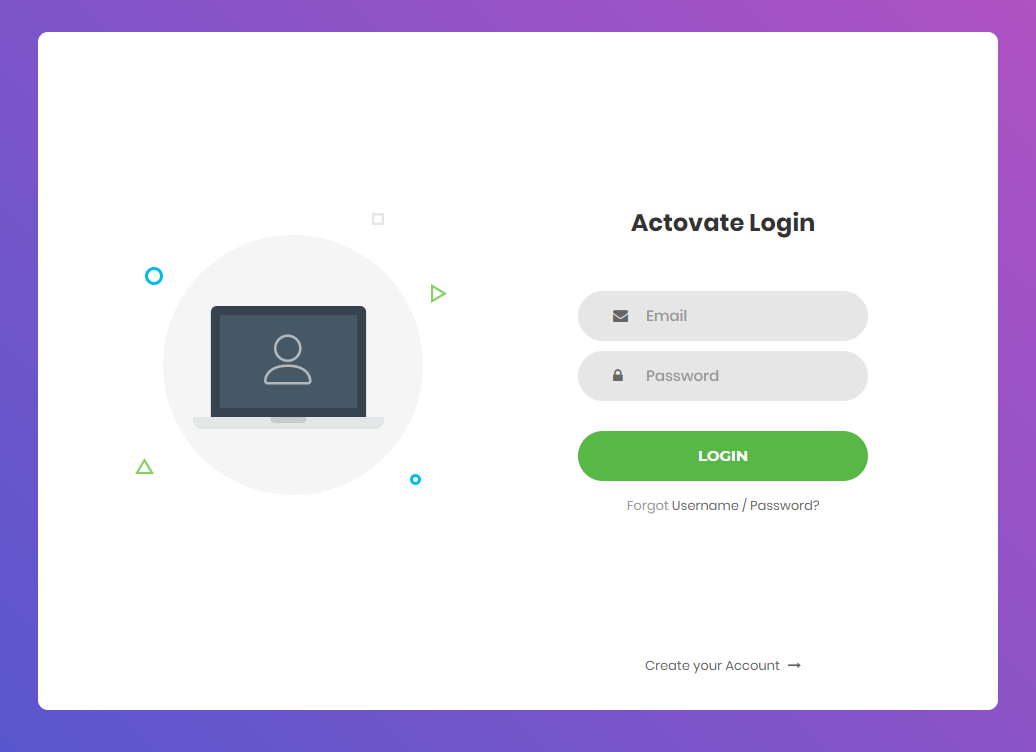 Actovate Login
Email
Password
LOGIN
Forgot Username / Password?
Create your Account →